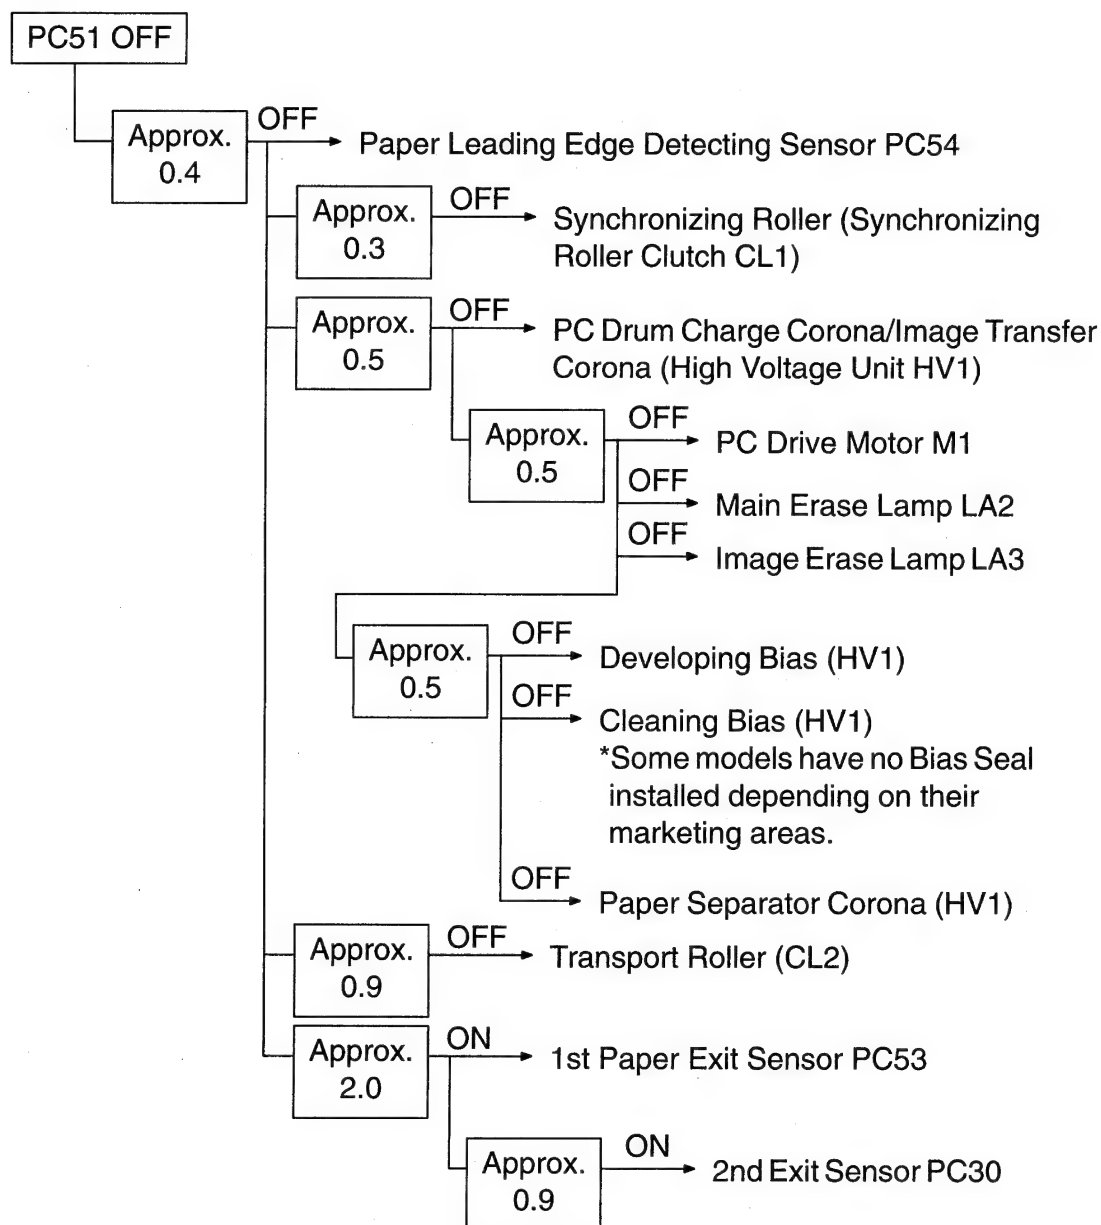 PC51 OFF
Approx.
0.4
OFF
Paper Leading Edge Detecting Sensor PC54
Approx.
0.3
OFF
Synchronizing Roller (Synchronizing
Roller Clutch CL1)
Approx.
0.5
OFF
PC Drum Charge Corona/Image Transfer
Corona (High Voltage Unit HV1)
Approx.
0.5
OFF
PC Drive Motor M1
OFF
Main Erase Lamp LA2
OFF
Image Erase Lamp LA3
Approx.
0.5
OFF
Developing Bias (HV1)
OFF
Cleaning Bias (HV1)
*Some models have no Bias Seal
installed depending on their
marketing areas.
OFF
Paper Separator Corona (HV1)
Approx.
0.9
OFF
Transport Roller (CL2)
Approx.
2.0
ON
1st Paper Exit Sensor PC53
Approx.
0.9
ON
2nd Exit Sensor PC30